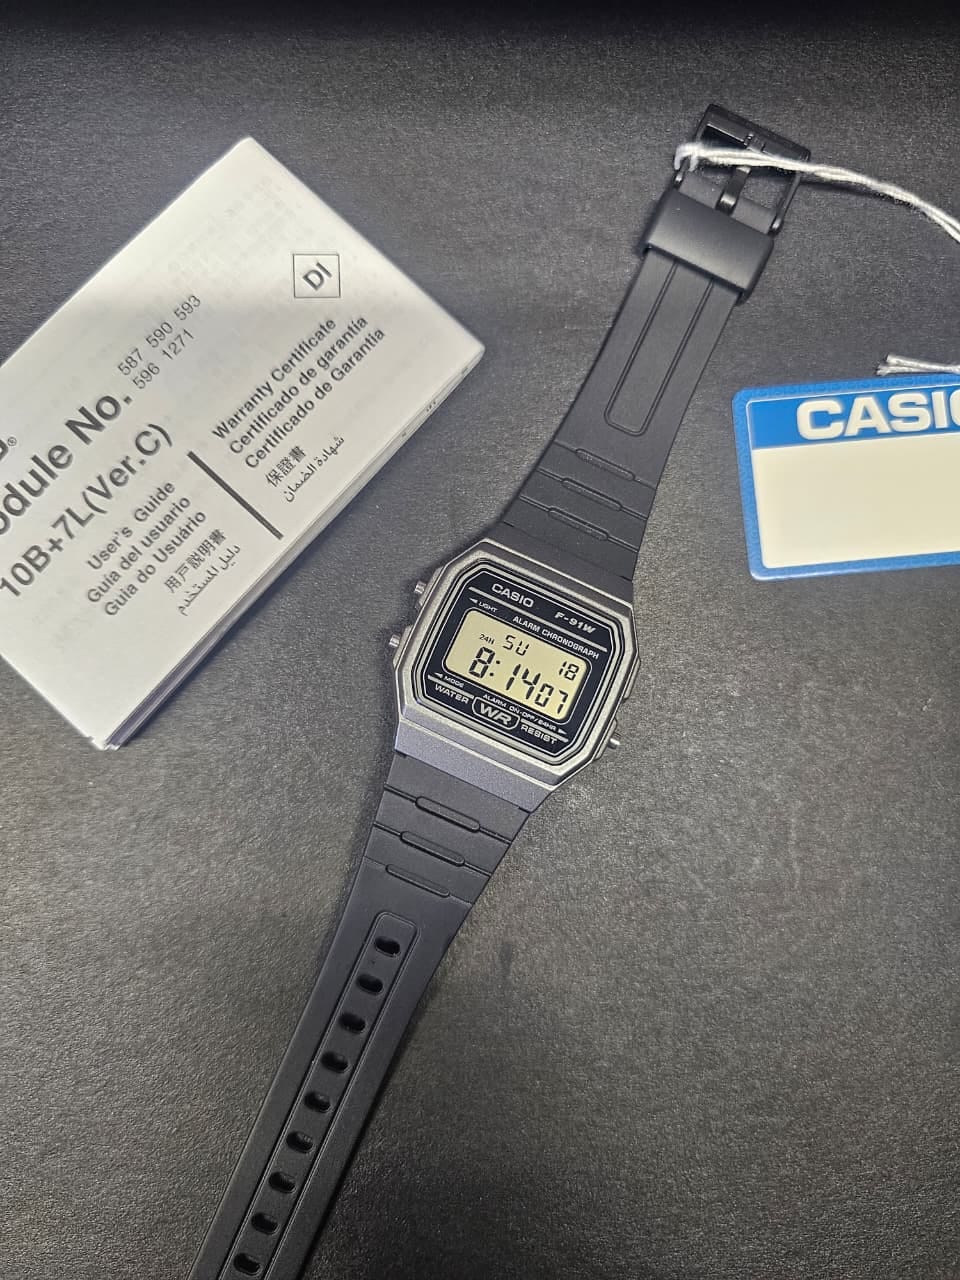 DI
587 590 593
596 1271
Module No.
10B+7L(Ver.C)
User's Guide
Guía del usuario
Guia do Usuário
用戸説明書
دليل المستخدم
Warranty Certificate
Certificado de garantía
Certificado de Garantia
保證書
شهادة الضمان
CASIO
CASIO
F-91W
LIGHT
ALARM CHRONOGRAPH
24H SU 18
8:14 07
MODE
ALARM ON-OFF/24HR
WATER WR RESIST